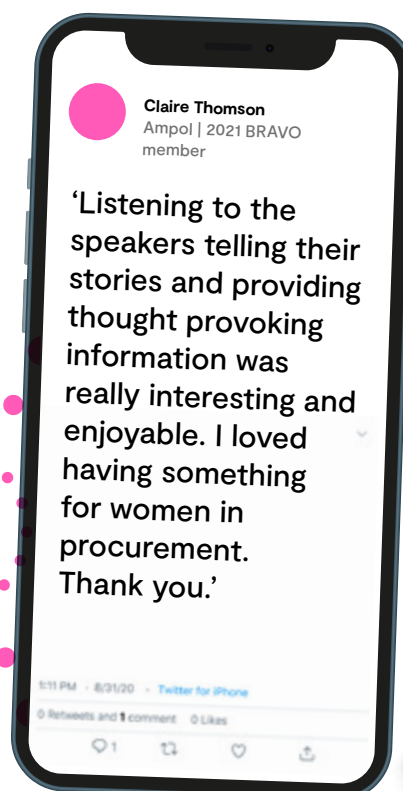 Claire Thomson
Ampol | 2021 BRAVO
member
‘Listening to the
speakers telling their
stories and providing
thought provoking
information was
really interesting and
enjoyable. I loved
having something
for women in
procurement.
Thank you.’
1:11 PM · 8/31/20 · Twitter for iPhone
0 Retweets and 1 comment 0 Likes
1